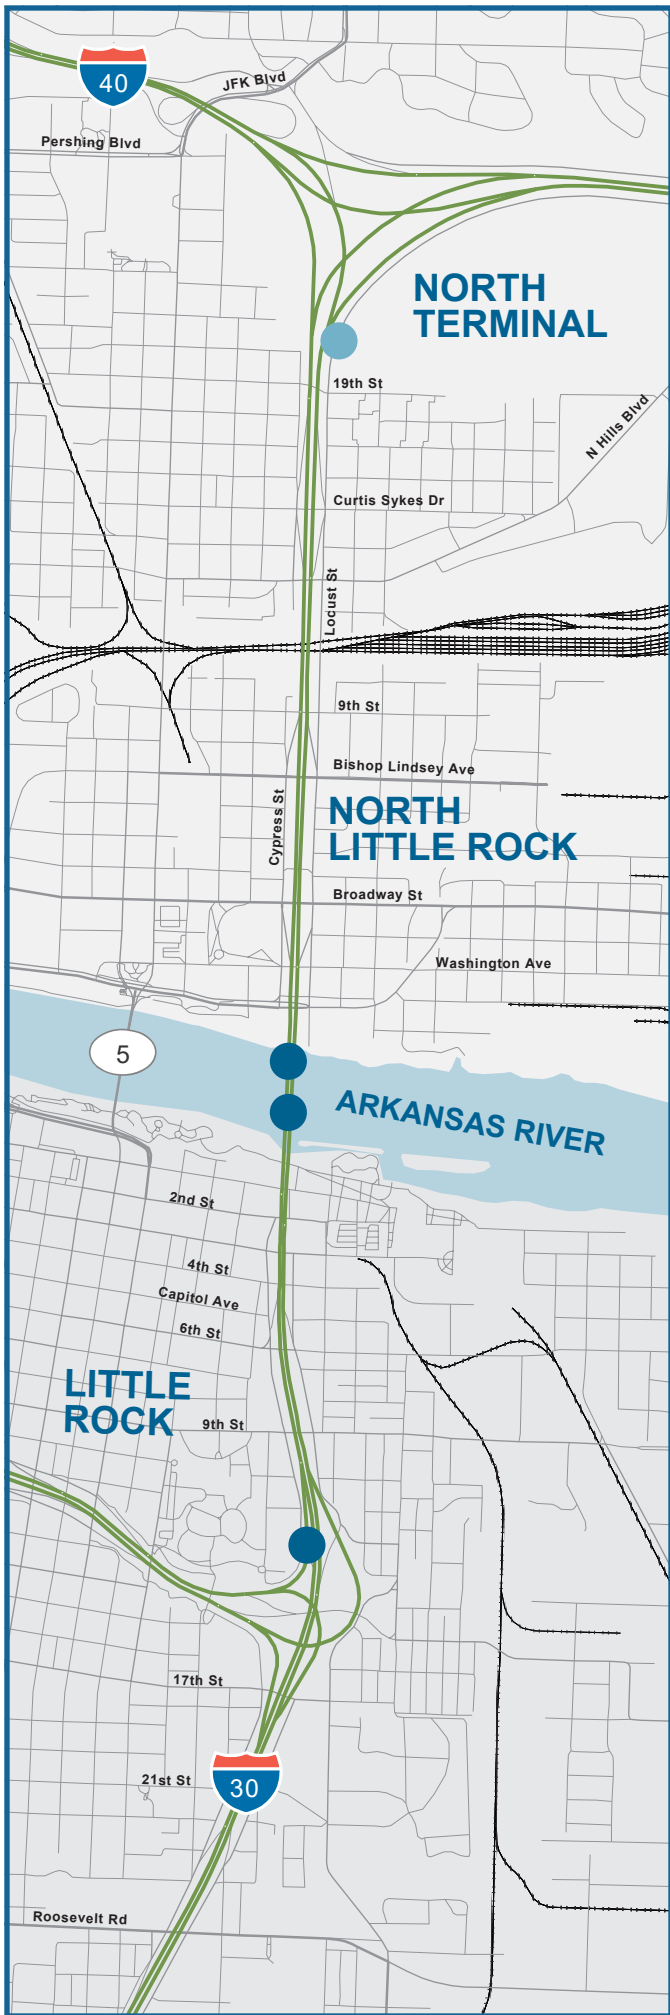 40
JFK Blvd
Pershing Blvd
NORTH
TERMINAL
19th St
N Hills Blvd
Curtis Sykes Dr
Locust St
9th St
Bishop Lindsey Ave
Cypress St
NORTH
LITTLE ROCK
Broadway St
Washington Ave
5
ARKANSAS RIVER
2nd St
4th St
Capitol Ave
6th St
LITTLE
ROCK
9th St
17th St
21st St
30
Roosevelt Rd